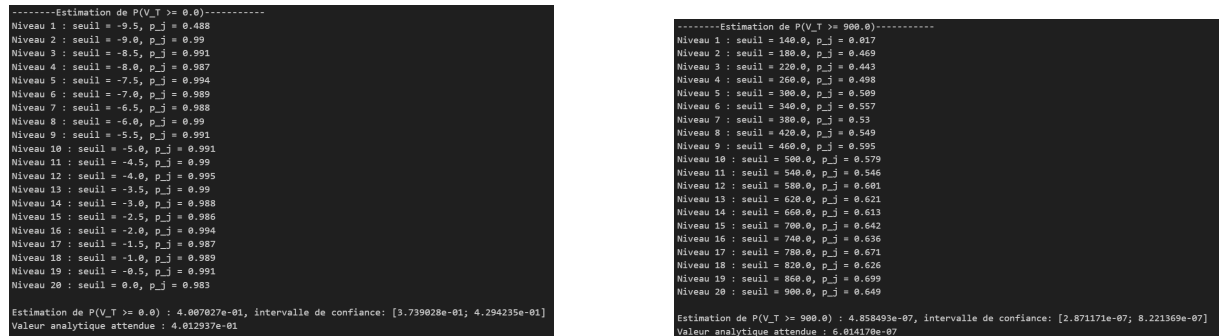 --------Estimation de P(V_T >= 0.0)-----------
Niveau 1 : seuil = -9.5, p_j = 0.488
Niveau 2 : seuil = -9.0, p_j = 0.99
Niveau 3 : seuil = -8.5, p_j = 0.991
Niveau 4 : seuil = -8.0, p_j = 0.987
Niveau 5 : seuil = -7.5, p_j = 0.994
Niveau 6 : seuil = -7.0, p_j = 0.989
Niveau 7 : seuil = -6.5, p_j = 0.988
Niveau 8 : seuil = -6.0, p_j = 0.99
Niveau 9 : seuil = -5.5, p_j = 0.991
Niveau 10 : seuil = -5.0, p_j = 0.991
Niveau 11 : seuil = -4.5, p_j = 0.99
Niveau 12 : seuil = -4.0, p_j = 0.995
Niveau 13 : seuil = -3.5, p_j = 0.99
Niveau 14 : seuil = -3.0, p_j = 0.988
Niveau 15 : seuil = -2.5, p_j = 0.986
Niveau 16 : seuil = -2.0, p_j = 0.994
Niveau 17 : seuil = -1.5, p_j = 0.987
Niveau 18 : seuil = -1.0, p_j = 0.989
Niveau 19 : seuil = -0.5, p_j = 0.991
Niveau 20 : seuil = 0.0, p_j = 0.983
Estimation de P(V_T >= 0.0) : 4.007027e-01, intervalle de confiance: [3.739028e-01; 4.294235e-01]
Valeur analytique attendue : 4.012937e-01
--------Estimation de P(V_T >= 900.0)-----------
Niveau 1 : seuil = 140.0, p_j = 0.017
Niveau 2 : seuil = 180.0, p_j = 0.469
Niveau 3 : seuil = 220.0, p_j = 0.443
Niveau 4 : seuil = 260.0, p_j = 0.498
Niveau 5 : seuil = 300.0, p_j = 0.509
Niveau 6 : seuil = 340.0, p_j = 0.557
Niveau 7 : seuil = 380.0, p_j = 0.53
Niveau 8 : seuil = 420.0, p_j = 0.549
Niveau 9 : seuil = 460.0, p_j = 0.595
Niveau 10 : seuil = 500.0, p_j = 0.579
Niveau 11 : seuil = 540.0, p_j = 0.546
Niveau 12 : seuil = 580.0, p_j = 0.601
Niveau 13 : seuil = 620.0, p_j = 0.621
Niveau 14 : seuil = 660.0, p_j = 0.613
Niveau 15 : seuil = 700.0, p_j = 0.642
Niveau 16 : seuil = 740.0, p_j = 0.636
Niveau 17 : seuil = 780.0, p_j = 0.671
Niveau 18 : seuil = 820.0, p_j = 0.626
Niveau 19 : seuil = 860.0, p_j = 0.699
Niveau 20 : seuil = 900.0, p_j = 0.649
Estimation de P(V_T >= 900.0) : 4.858493e-07, intervalle de confiance: [2.871171e-07; 8.221369e-07]
Valeur analytique attendue : 6.014170e-07